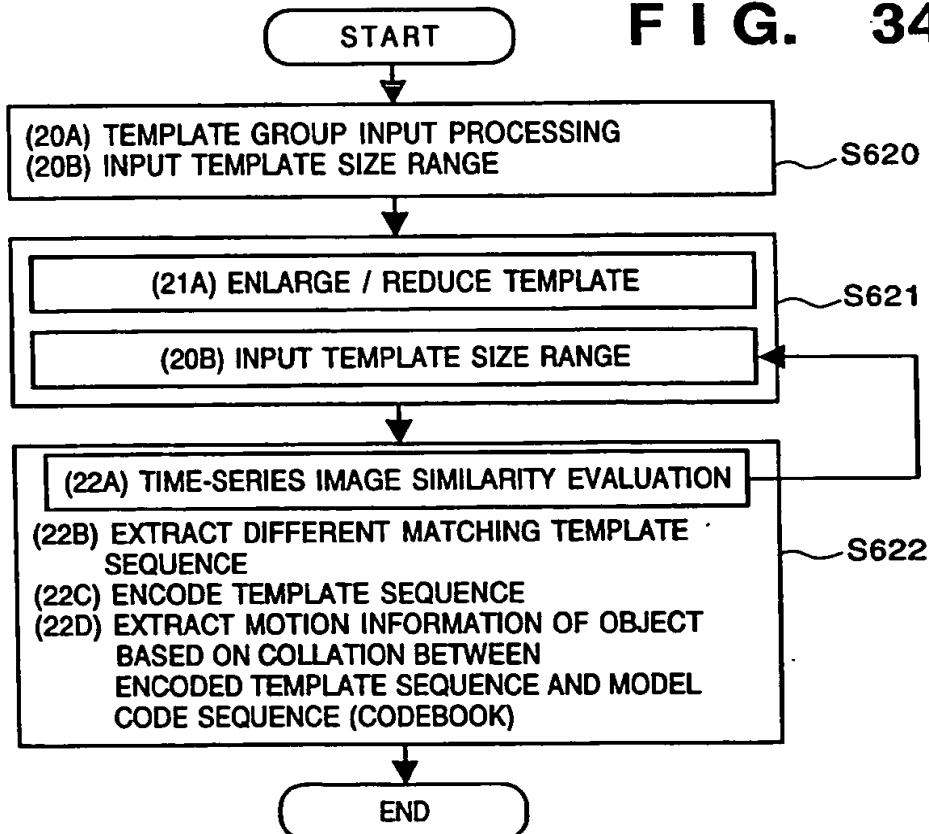 FIG. 34
START
(20A) TEMPLATE GROUP INPUT PROCESSING
(20B) INPUT TEMPLATE SIZE RANGE
S620
(21A) ENLARGE / REDUCE TEMPLATE
S621
(20B) INPUT TEMPLATE SIZE RANGE
(22A) TIME-SERIES IMAGE SIMILARITY EVALUATION
(22B) EXTRACT DIFFERENT MATCHING TEMPLATE
SEQUENCE
S622
(22C) ENCODE TEMPLATE SEQUENCE
(22D) EXTRACT MOTION INFORMATION OF OBJECT
BASED ON COLLATION BETWEEN
ENCODED TEMPLATE SEQUENCE AND MODEL
CODE SEQUENCE (CODEBOOK)
END